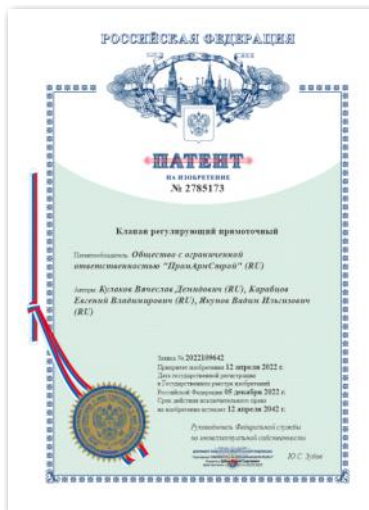 РОССИЙСКАЯ ФЕДЕРАЦИЯ
ПАТЕНТ
НА ИЗОБРЕТЕНИЕ
№ 2785173
Клапан регулирующий прямоточный
Патентообладатель: Общество с ограниченной
ответственностью "ПромАрмСтрой" (RU)
Авторы: Кулаков Вячеслав Демидович (RU), Карабцов
Евгений Владимирович (RU), Якупов Вадим Ильгизович
(RU)
Заявка № 2022109642
Приоритет изобретения 12 апреля 2022 г.
Дата государственной регистрации
в Государственном реестре изобретений
Российской Федерации 05 декабря 2022 г.
Срок действия исключительного права
на изобретение истекает 12 апреля 2042 г.
Руководитель Федеральной службы
по интеллектуальной собственности
Ю.С. Зубов